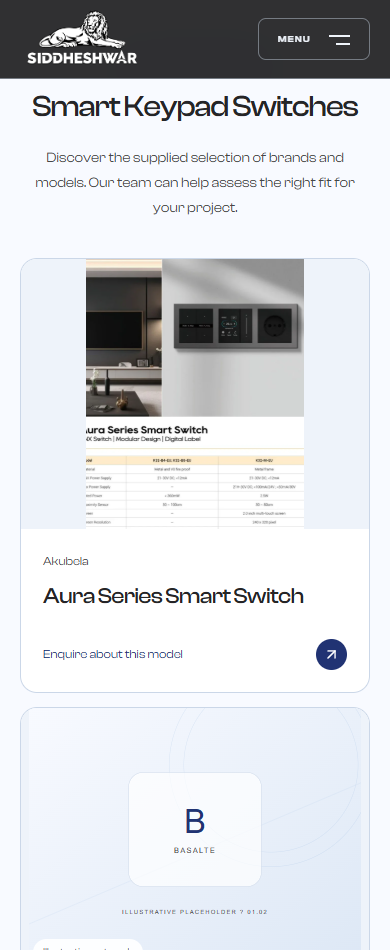 SIDDHESHWAR
MENU
Smart Keypad Switches
Discover the supplied selection of brands and
models. Our team can help assess the right fit for
your project.
Aura Series Smart Switch
KNX Switch | Modular Design | Digital Label
Akubela
Aura Series Smart Switch
Enquire about this model
B
BASALTE
ILLUSTRATIVE PLACEHOLDER ? 01.02